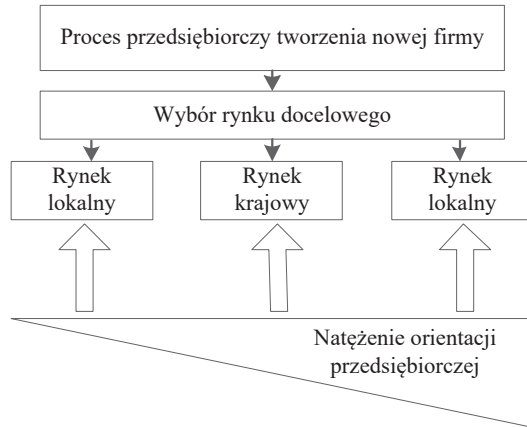 Proces przedsiębiorczy tworzenia nowej firmy
Wybór rynku docelowego
Rynek
lokalny
Rynek
krajowy
Rynek
lokalny
Natężenie orientacji
przedsiębiorczej